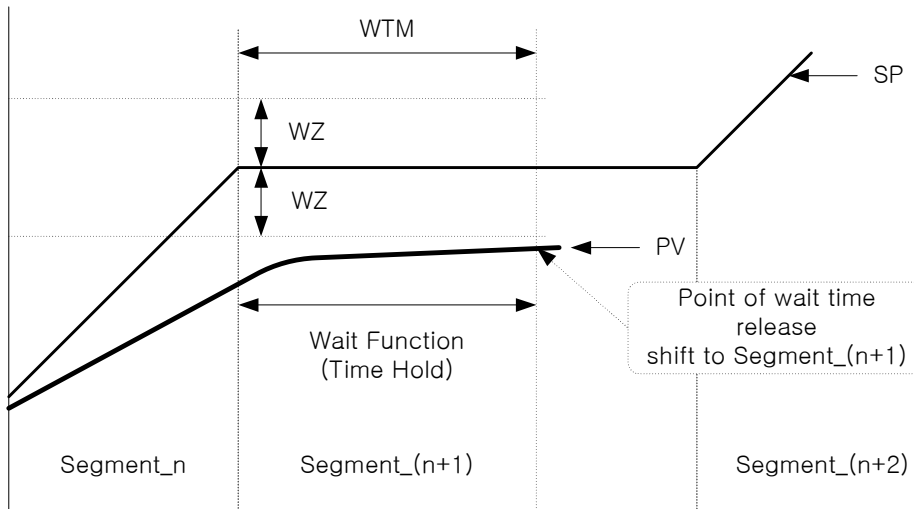 WTM
SP
WZ
WZ
PV
Point of wait time
release
shift to Segment_(n+1)
Wait Function
(Time Hold)
Segment_n
Segment_(n+1)
Segment_(n+2)